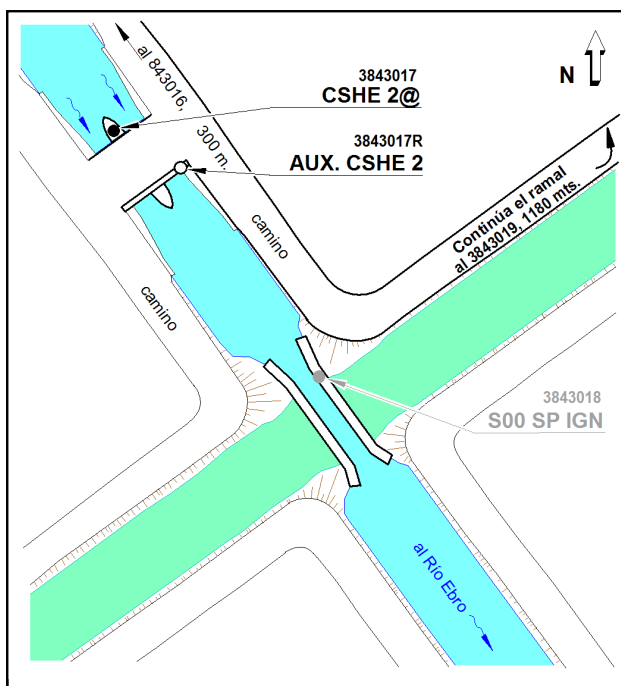 3843017
CSHE 2@
N
al 843016, 300 m.
3843017R
AUX. CSHE 2
Continúa el ramal
al 3843019, 1180 mts.
camino
camino
3843018
S00 SP IGN
al Río Ebro